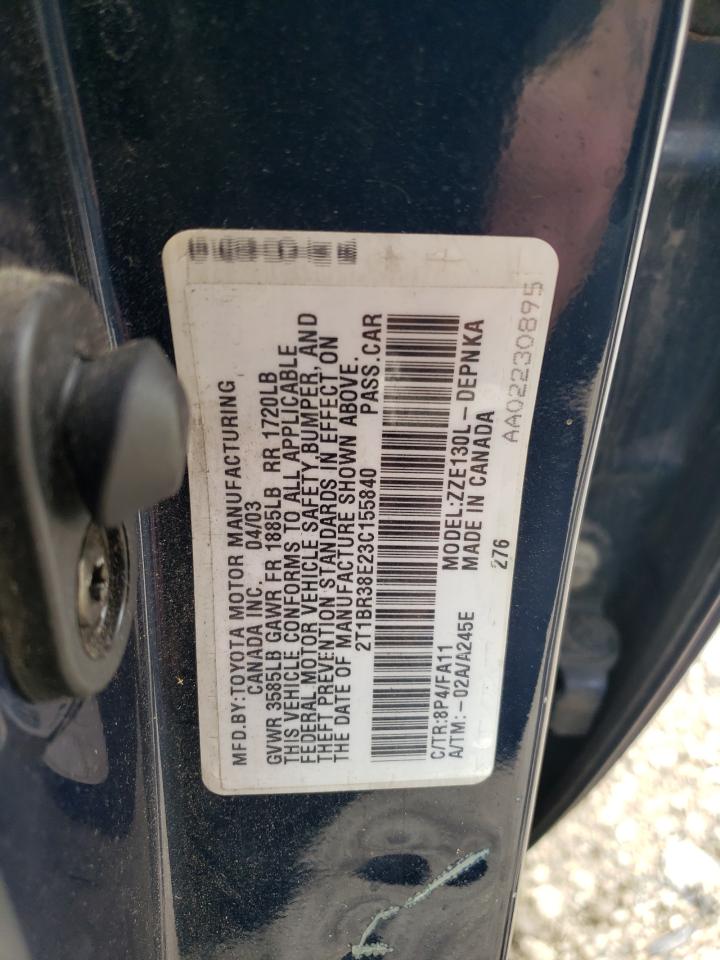 MFD.BY:TOYOTA MOTOR MANUFACTURING
CANADA INC. 04/03
GVWR 3585LB GAWR FR 1885LB RR 1720LB
THIS VEHICLE CONFORMS TO ALL APPLICABLE
FEDERAL MOTOR VEHICLE SAFETY, BUMPER, AND
THEFT PREVENTION STANDARDS IN EFFECT ON
THE DATE OF MANUFACTURE SHOWN ABOVE.
2T1BR38E23C155840 PASS.CAR
C/TR:8P4/FA11 MODEL:ZZE130L-DEPNKA
A/TM:-02A/A245E MADE IN CANADA
276
AA02230895